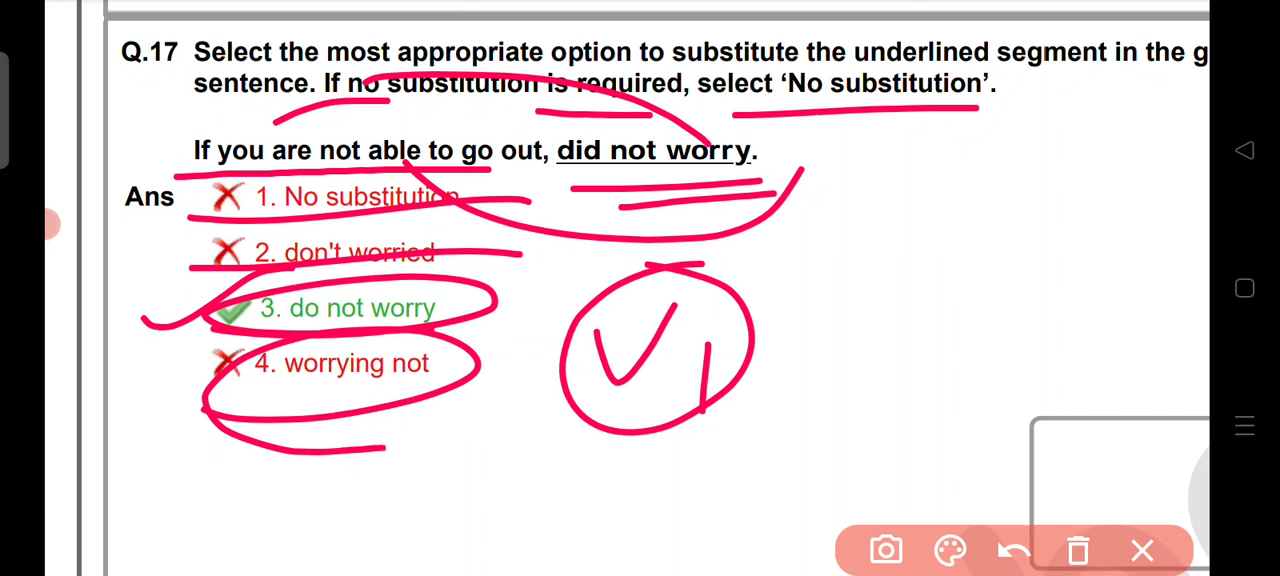 Q.17 Select the most appropriate option to substitute the underlined segment in the g
sentence. If no substitution is required, select ‘No substitution’.
If you are not able to go out, did not worry.
Ans 1. No substitution
2. don't worried
3. do not worry
4. worrying not